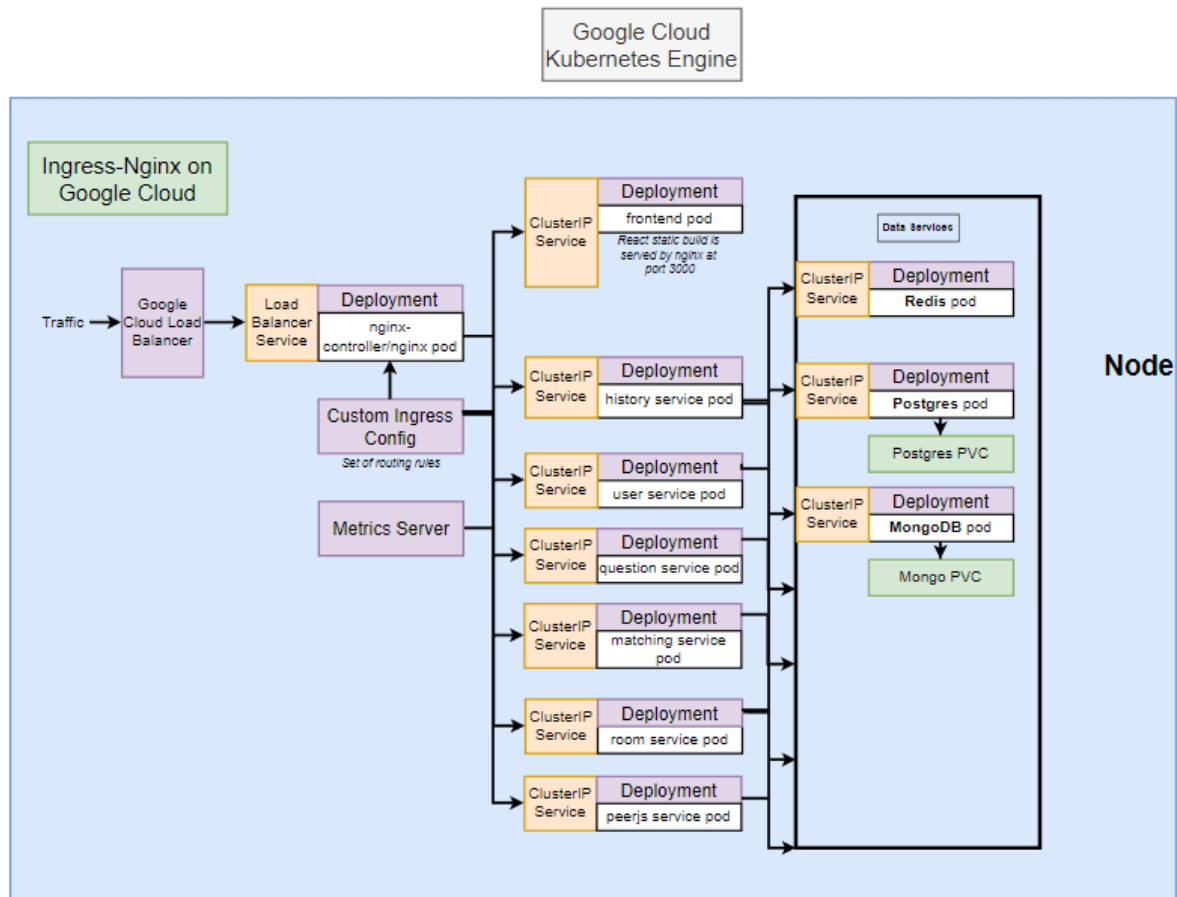 Google Cloud
Kubernetes Engine
Ingress-Nginx on
Google Cloud
Traffic
Google
Cloud Load
Balancer
Load
Balancer
Service
Deployment
nginx-
controller/nginx pod
Custom Ingress
Config
Set of routing rules
Metrics Server
ClusterIP
Service
Deployment
frontend pod
React static build is
served by nginx at
port 3000
ClusterIP
Service
Deployment
history service pod
ClusterIP
Service
Deployment
user service pod
ClusterIP
Service
Deployment
question service pod
ClusterIP
Service
Deployment
matching service
pod
ClusterIP
Service
Deployment
room service pod
ClusterIP
Service
Deployment
peerjs service pod
Data Services
ClusterIP
Service
Deployment
Redis pod
ClusterIP
Service
Deployment
Postgres pod
Postgres PVC
ClusterIP
Service
Deployment
MongoDB pod
Mongo PVC
Node